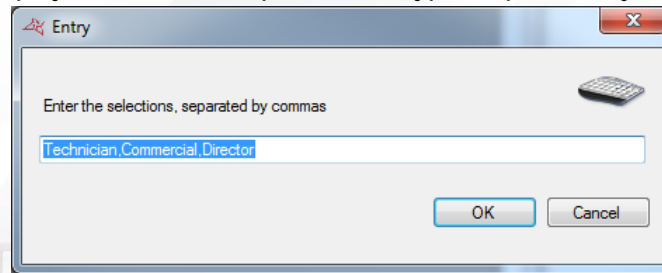 Entry
Enter the selections, separated by commas
Technician,Commercial,Director
OK Cancel